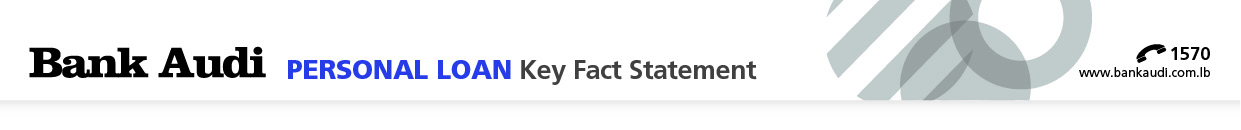 Bank Audi PERSONAL LOAN Key Fact Statement
1570
www.bankaudi.com.lb